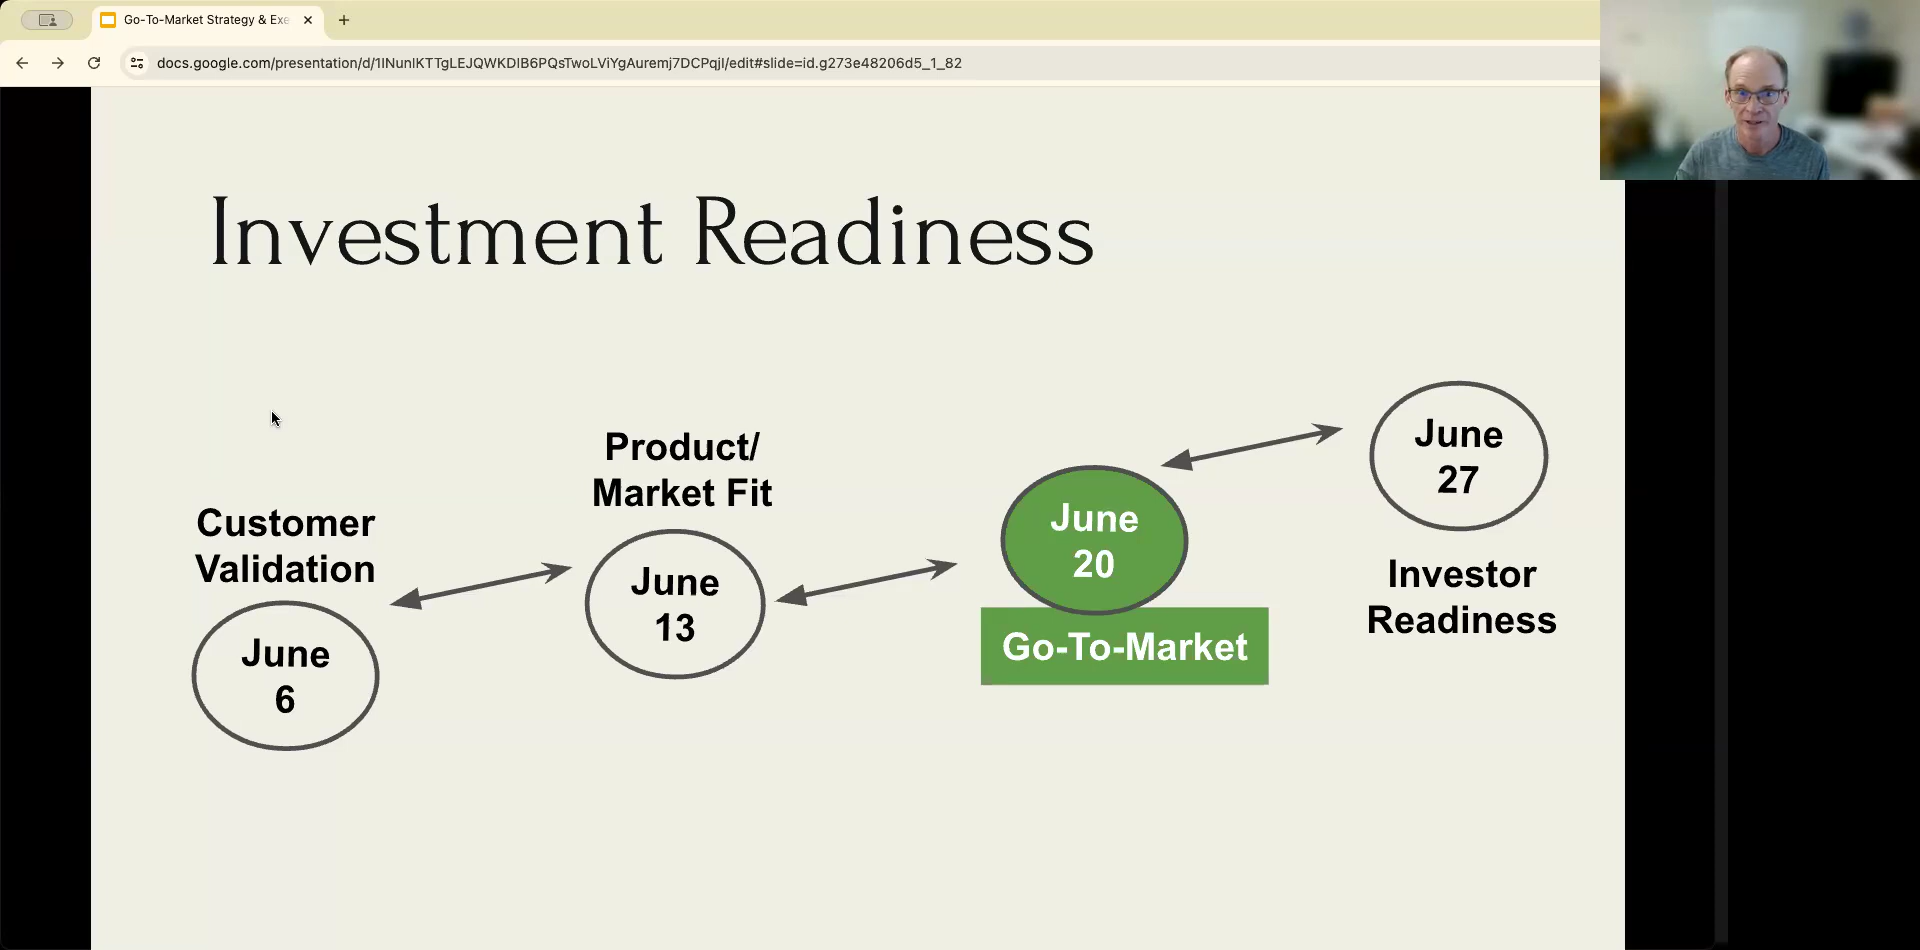 Go-To-Market Strategy & Exe
docs.google.com/presentation/d/1lNunlKTTgLEJQWKDIB6PQsTwoLViYgAuremj7DCPqjI/edit#slide=id.g273e48206d5_1_82
Investment Readiness
Customer
Validation
June
6
Product/
Market Fit
June
13
June
20
Go-To-Market
June
27
Investor
Readiness